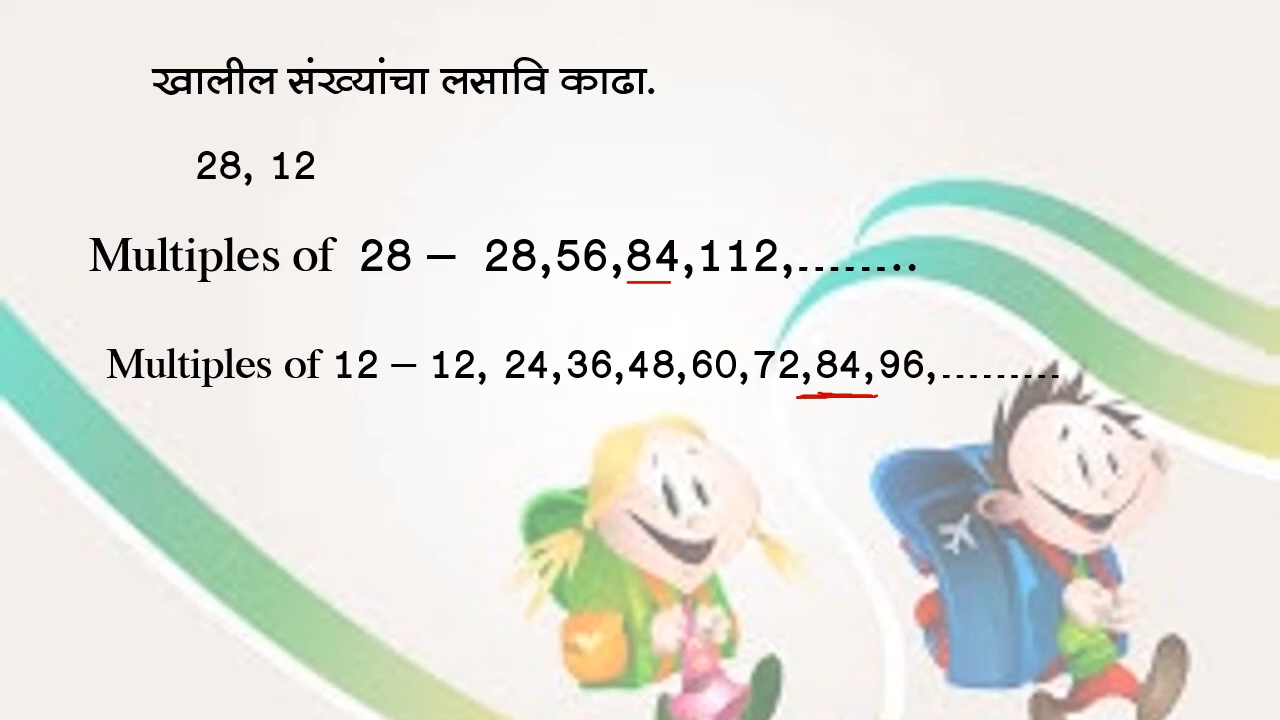 खालील संख्यांचा लसावि काढा.
28, 12
Multiples of 28 – 28,56,84,112,........
Multiples of 12 – 12, 24,36,48,60,72,84,96,.........